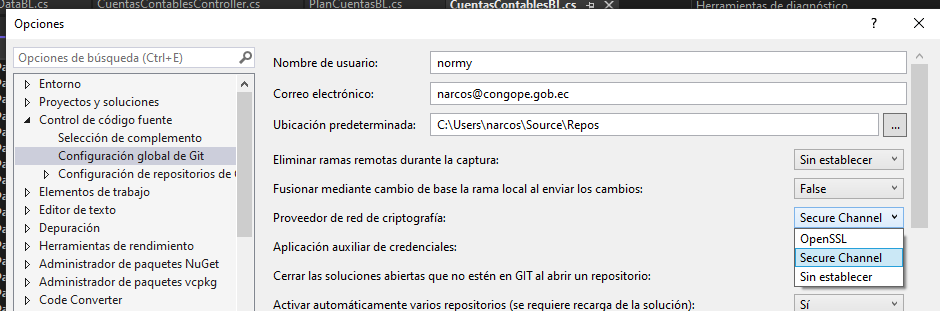 DataBL.cs CuentasContablesController.cs PlanCuentasBL.cs CuentasContablesBL.cs Herramientas de diagnóstico
Opciones ? ×
Opciones de búsqueda (Ctrl+E)
Entorno
Proyectos y soluciones
Control de código fuente
Selección de complemento
Configuración global de Git
Configuración de repositorios de
Elementos de trabajo
Editor de texto
Depuración
Herramientas de rendimiento
Administrador de paquetes NuGet
Administrador de paquetes vcpkg
Code Converter
Nombre de usuario: normy
Correo electrónico: narcos@congope.gob.ec
Ubicación predeterminada: C:\Users\narcos\Source\Repos ...
Eliminar ramas remotas durante la captura: Sin establecer
Fusionar mediante cambio de base la rama local al enviar los cambios: False
Proveedor de red de criptografía: Secure Channel
OpenSSL
Aplicación auxiliar de credenciales:
Secure Channel
Cerrar las soluciones abiertas que no estén en GIT al abrir un repositorio:
Sin establecer
Activar automáticamente varios repositorios (se requiere recarga de la solución): Sí